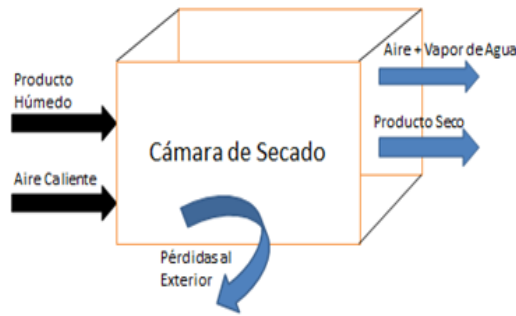 Producto
Húmedo
Aire Caliente
Cámara de Secado
Aire + Vapor de Agua
Producto Seco
Pérdidas al
Exterior